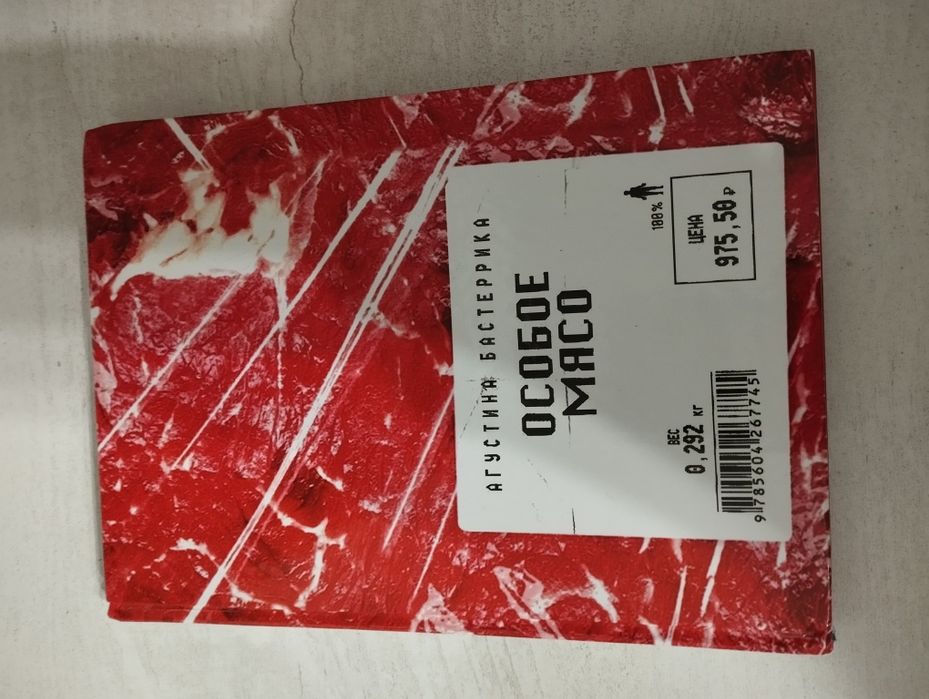 АГУСТИНА БАСТЕРРИКА
ОСОБОЕ
МЯСО
ВЕС
0,292 кг
9785604267745
100%
ЦЕНА
975,50 ₽